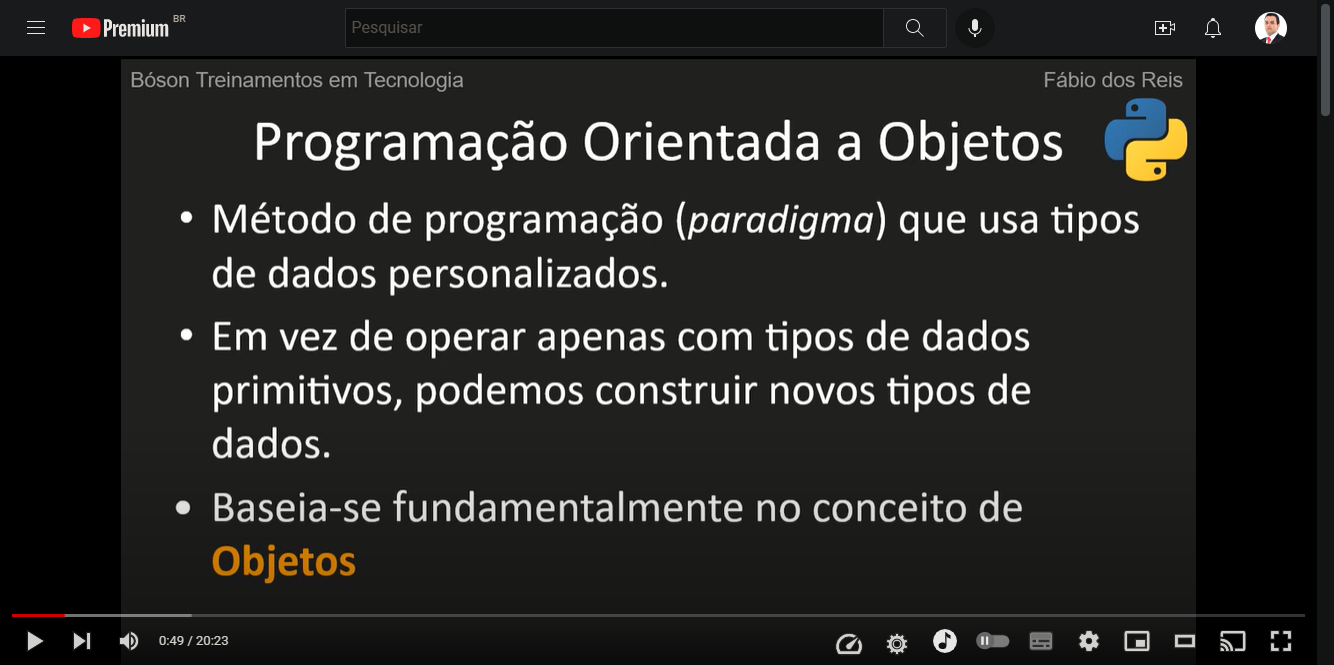 Premium BR
Pesquisar
Bóson Treinamentos em Tecnologia
Fábio dos Reis
Programação Orientada a Objetos
• Método de programação (paradigma) que usa tipos
de dados personalizados.
• Em vez de operar apenas com tipos de dados
primitivos, podemos construir novos tipos de
dados.
• Baseia-se fundamentalmente no conceito de
Objetos
0:49 / 20:23